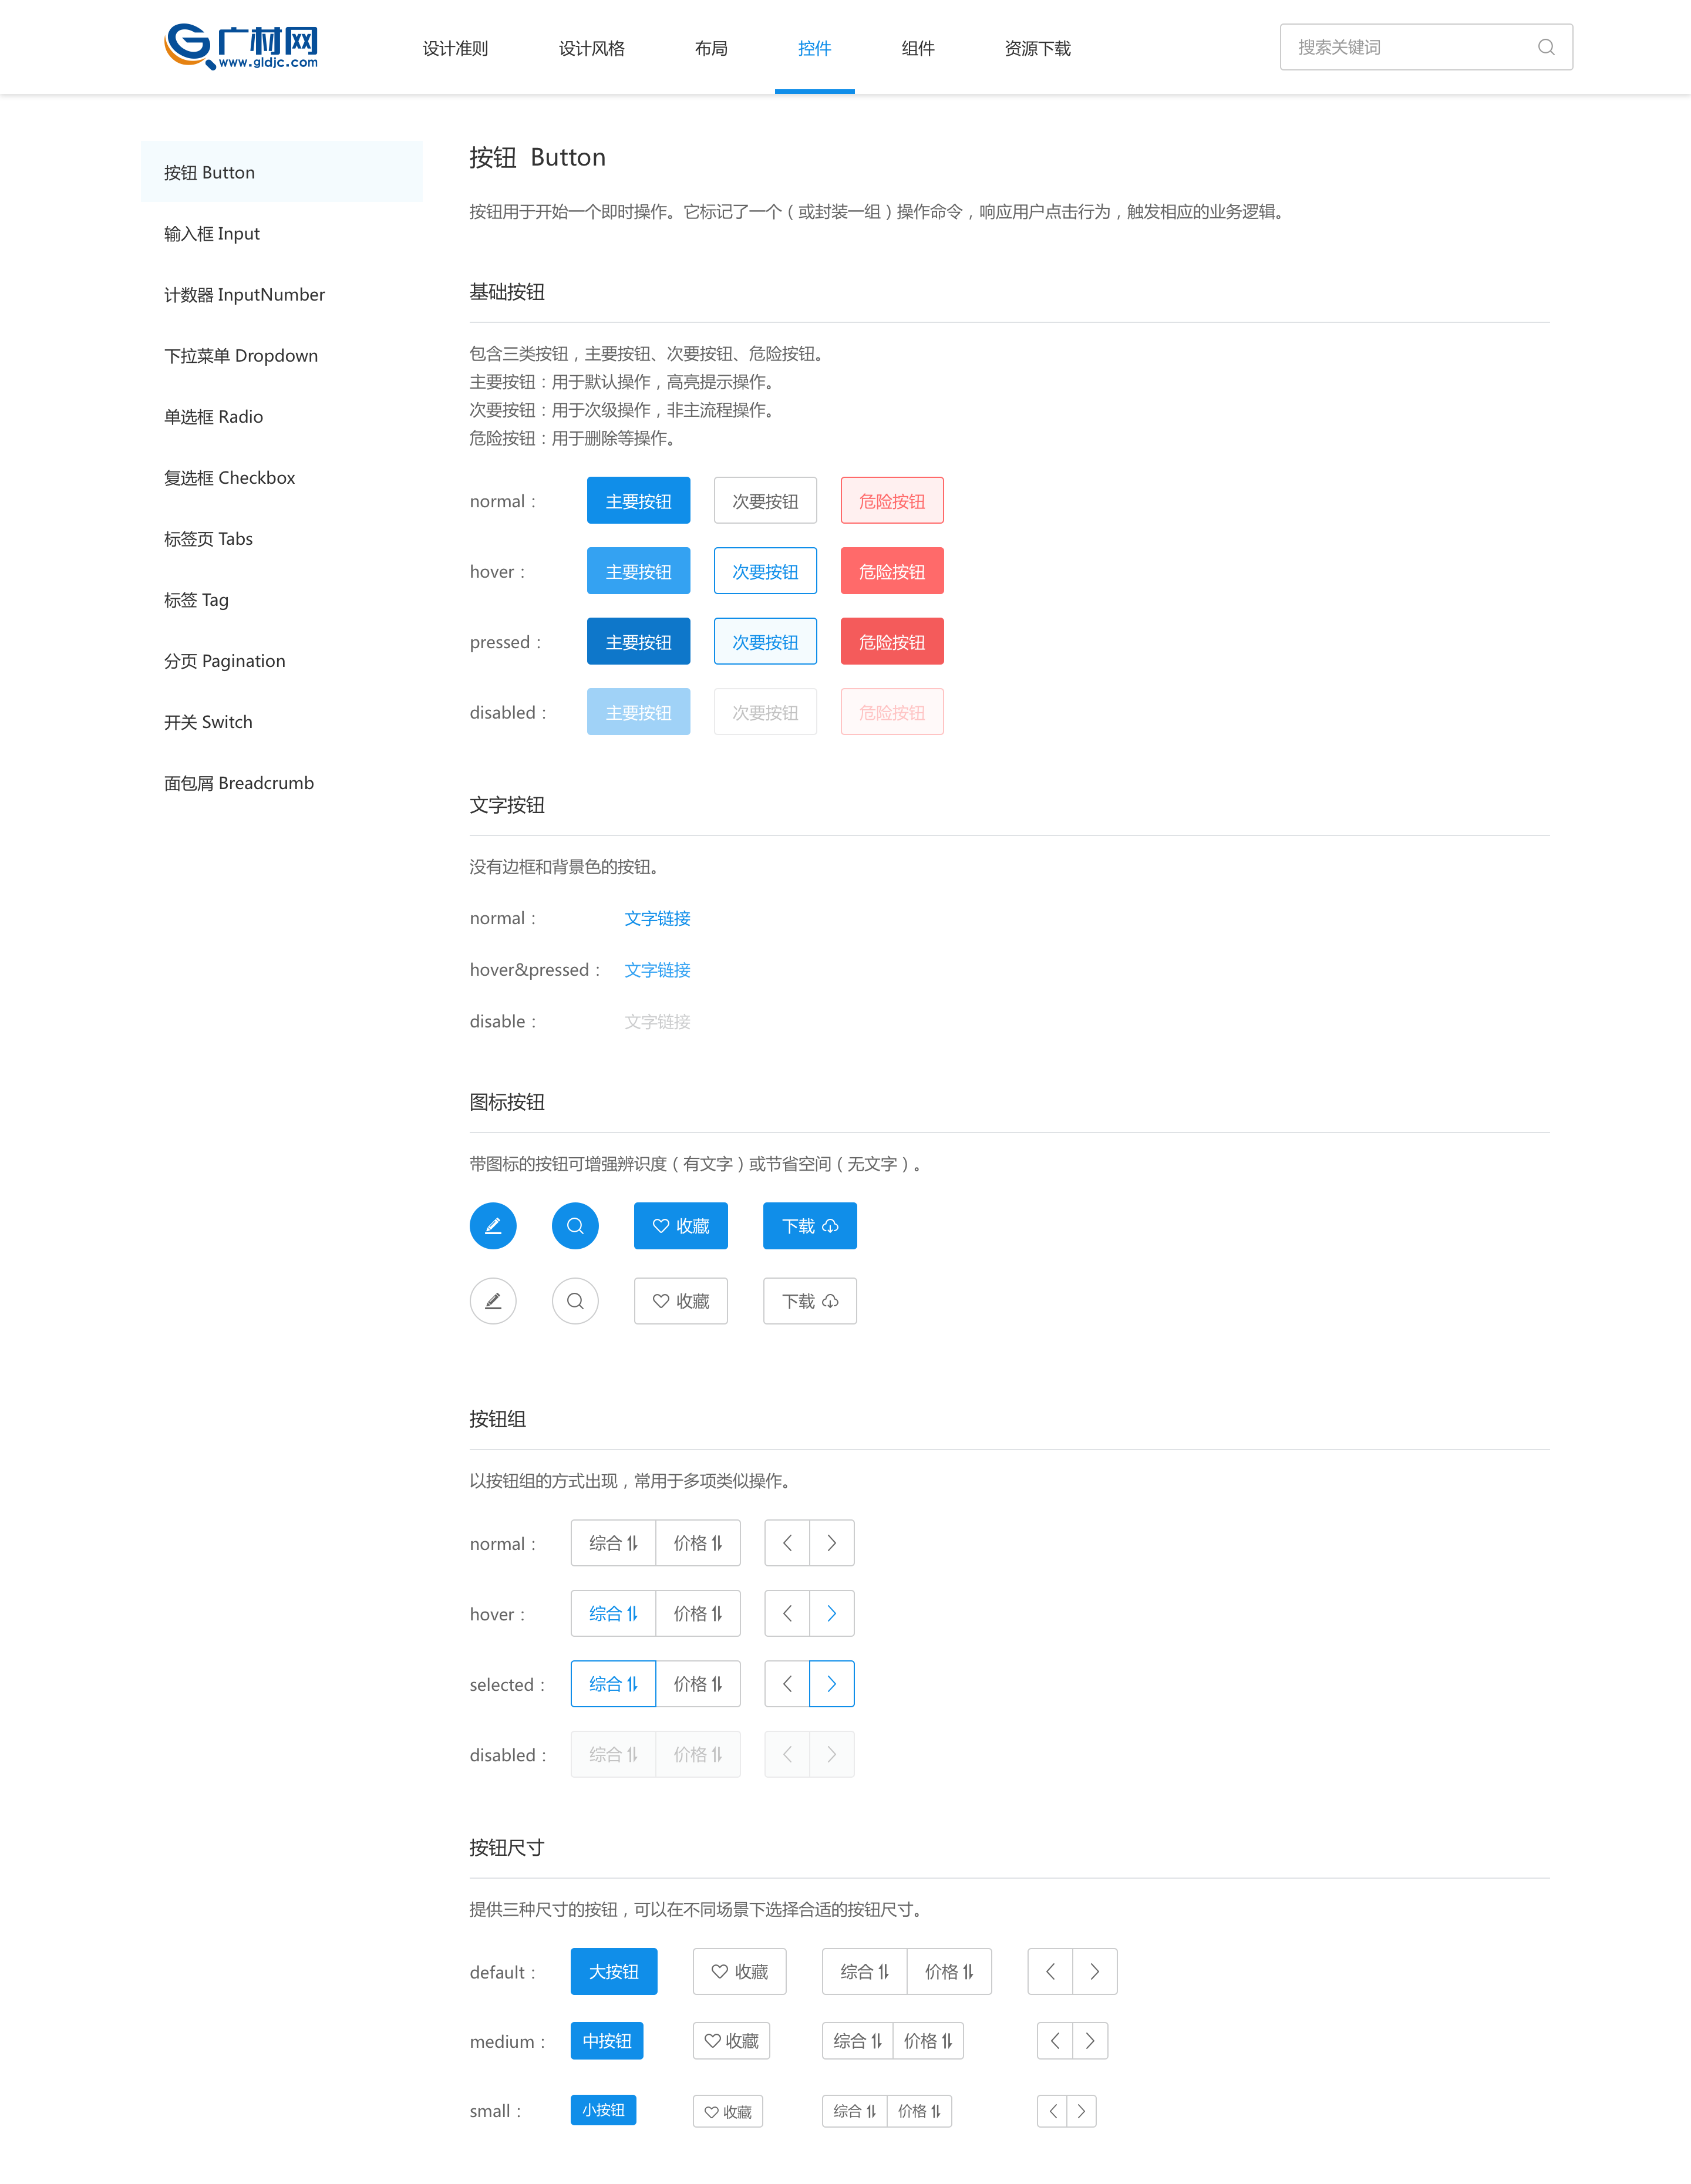 广材网
www.gldjc.com
设计准则 设计风格 布局 控件 组件 资源下载 搜索关键词
按钮 Button
输入框 Input
计数器 InputNumber
下拉菜单 Dropdown
单选框 Radio
复选框 Checkbox
标签页 Tabs
标签 Tag
分页 Pagination
开关 Switch
面包屑 Breadcrumb
按钮 Button
按钮用于开始一个即时操作。它标记了一个（或封装一组）操作命令，响应用户点击行为，触发相应的业务逻辑。
基础按钮
包含三类按钮，主要按钮、次要按钮、危险按钮。
主要按钮：用于默认操作，高亮提示操作。
次要按钮：用于次级操作，非主流程操作。
危险按钮：用于删除等操作。
normal： 主要按钮 次要按钮 危险按钮
hover： 主要按钮 次要按钮 危险按钮
pressed： 主要按钮 次要按钮 危险按钮
disabled： 主要按钮 次要按钮 危险按钮
文字按钮
没有边框和背景色的按钮。
normal： 文字链接
hover&pressed： 文字链接
disable： 文字链接
图标按钮
带图标的按钮可增强辨识度（有文字）或节省空间（无文字）。
收藏 下载
收藏 下载
按钮组
以按钮组的方式出现，常用于多项类似操作。
normal： 综合 价格
hover： 综合 价格
selected： 综合 价格
disabled： 综合 价格
按钮尺寸
提供三种尺寸的按钮，可以在不同场景下选择合适的按钮尺寸。
default： 大按钮 收藏 综合 价格
medium： 中按钮 收藏 综合 价格
small： 小按钮 收藏 综合 价格